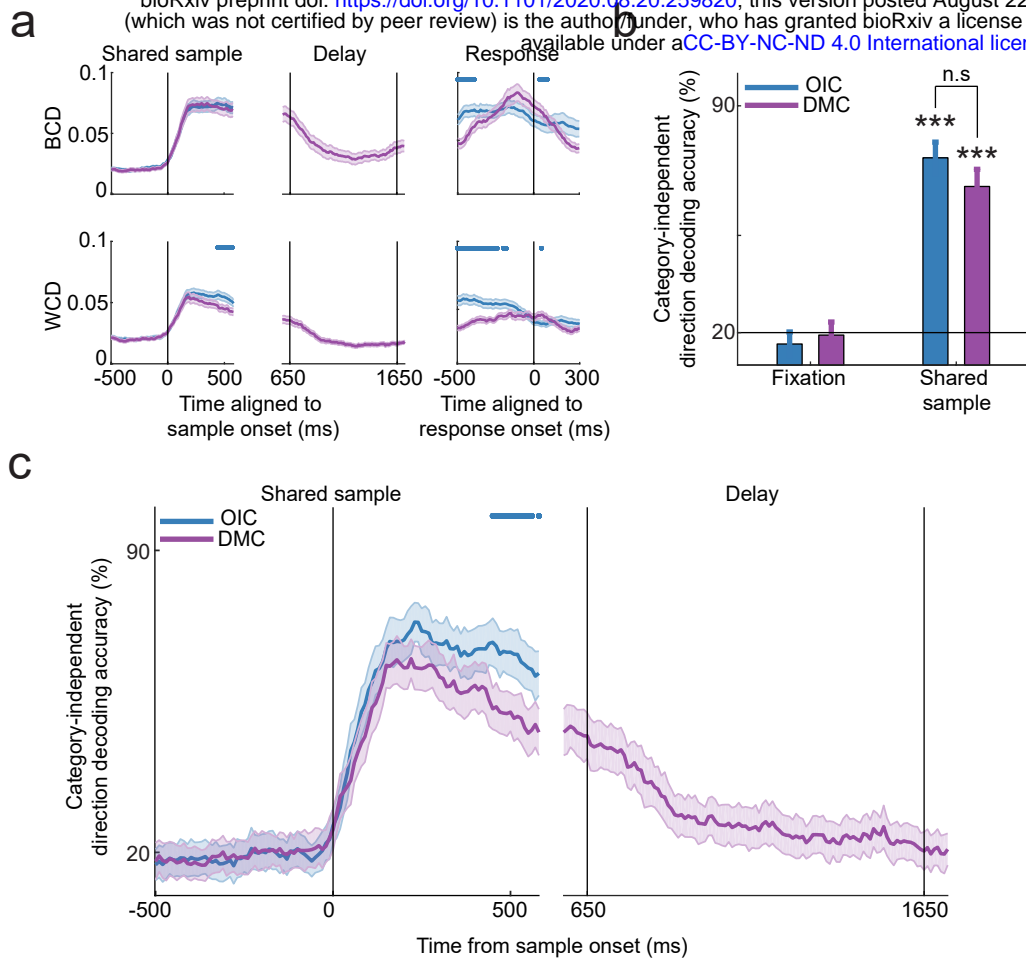 bioRxiv preprint doi: https://doi.org/10.1101/2020.08.20.259820; this version posted August 22
(which was not certified by peer review) is the author/funder, who has granted bioRxiv a license
available under aCC-BY-NC-ND 4.0 International licen
a
Shared sample
Delay
Response
BCD
0.1
0.05
0
WCD
0.1
0.05
0
-500
0
650
1650
-500
0
300
Time aligned to
sample onset (ms)
Time aligned to
response onset (ms)
b
OIC
DMC
n.s
***
***
Category-independent
direction decoding accuracy (%)
90
20
Fixation
Shared
sample
c
Shared sample
Delay
OIC
DMC
Category-independent
direction decoding accuracy (%)
90
20
-500
0
500
650
1650
Time from sample onset (ms)